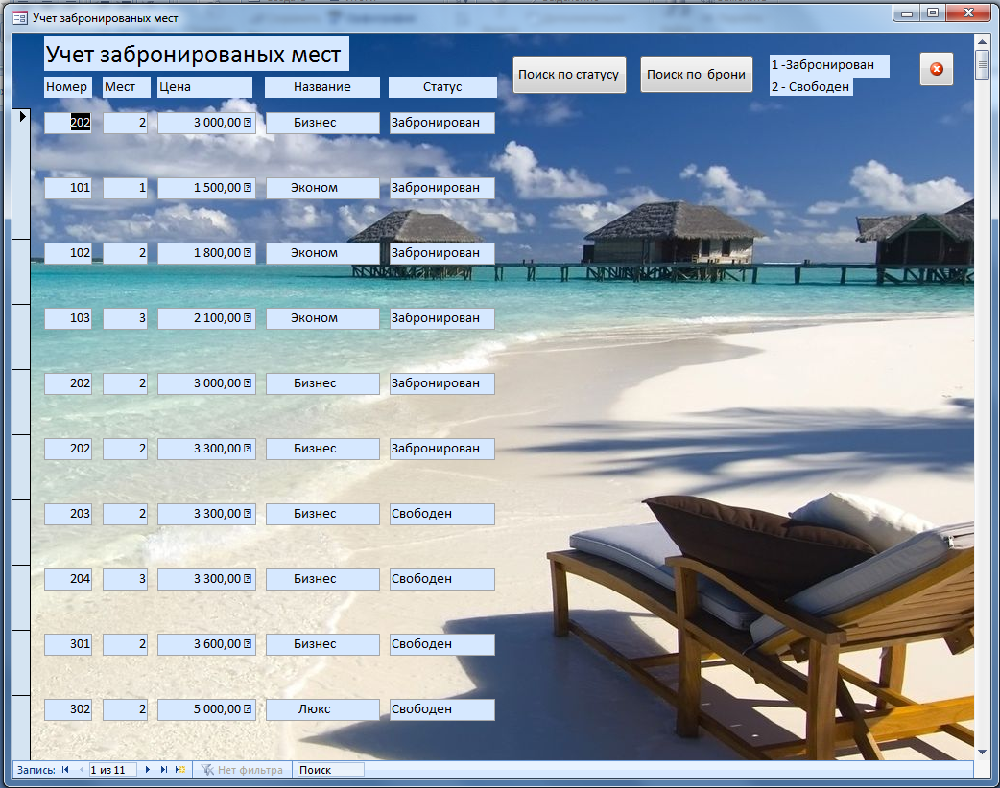 Учет забронированых мест
Учет забронированых мест
Поиск по статусу
Поиск по брони
1 -Забронирован
2 - Свободен
Номер Мест Цена Название Статус
202 2 3 000,00 Бизнес Забронирован
101 1 1 500,00 Эконом Забронирован
102 2 1 800,00 Эконом Забронирован
103 3 2 100,00 Эконом Забронирован
202 2 3 000,00 Бизнес Забронирован
202 2 3 300,00 Бизнес Забронирован
203 2 3 300,00 Бизнес Свободен
204 3 3 300,00 Бизнес Свободен
301 2 3 600,00 Бизнес Свободен
302 2 5 000,00 Люкс Свободен
Запись: 1 из 11 Нет фильтра Поиск